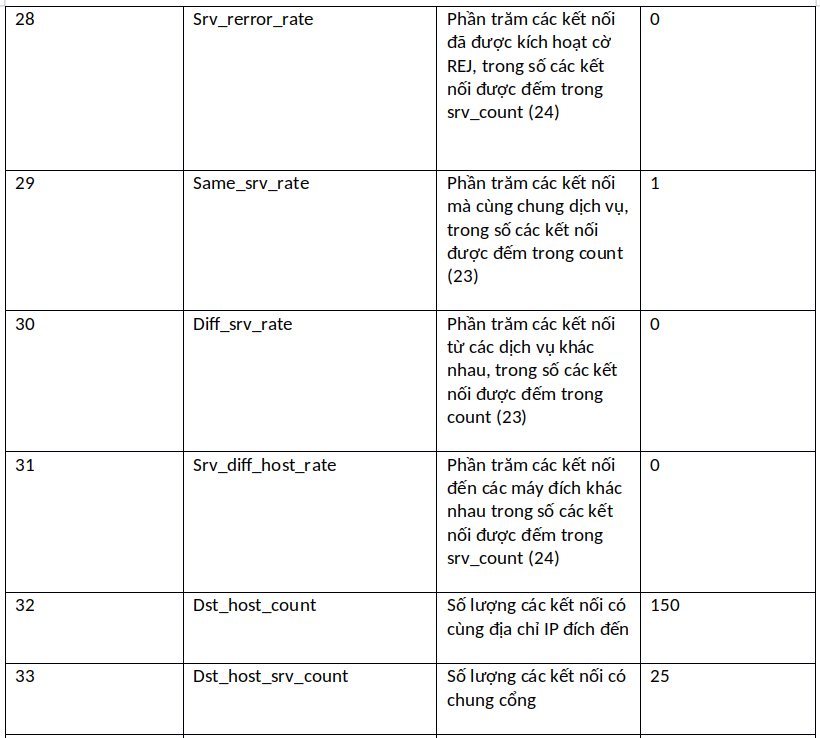 28 Srv_rerror_rate Phần trăm các kết nối 0
đã được kích hoạt cờ
REJ, trong số các kết
nối được đếm trong
srv_count (24)
29 Same_srv_rate Phần trăm các kết nối 1
mà cùng chung dịch vụ,
trong số các kết nối
được đếm trong count
(23)
30 Diff_srv_rate Phần trăm các kết nối 0
từ các dịch vụ khác
nhau, trong số các kết
nối được đếm trong
count (23)
31 Srv_diff_host_rate Phần trăm các kết nối 0
đến các máy đích khác
nhau trong số các kết
nối được đếm trong
srv_count (24)
32 Dst_host_count Số lượng các kết nối có 150
cùng địa chỉ IP đích đến
33 Dst_host_srv_count Số lượng các kết nối có 25
chung cổng